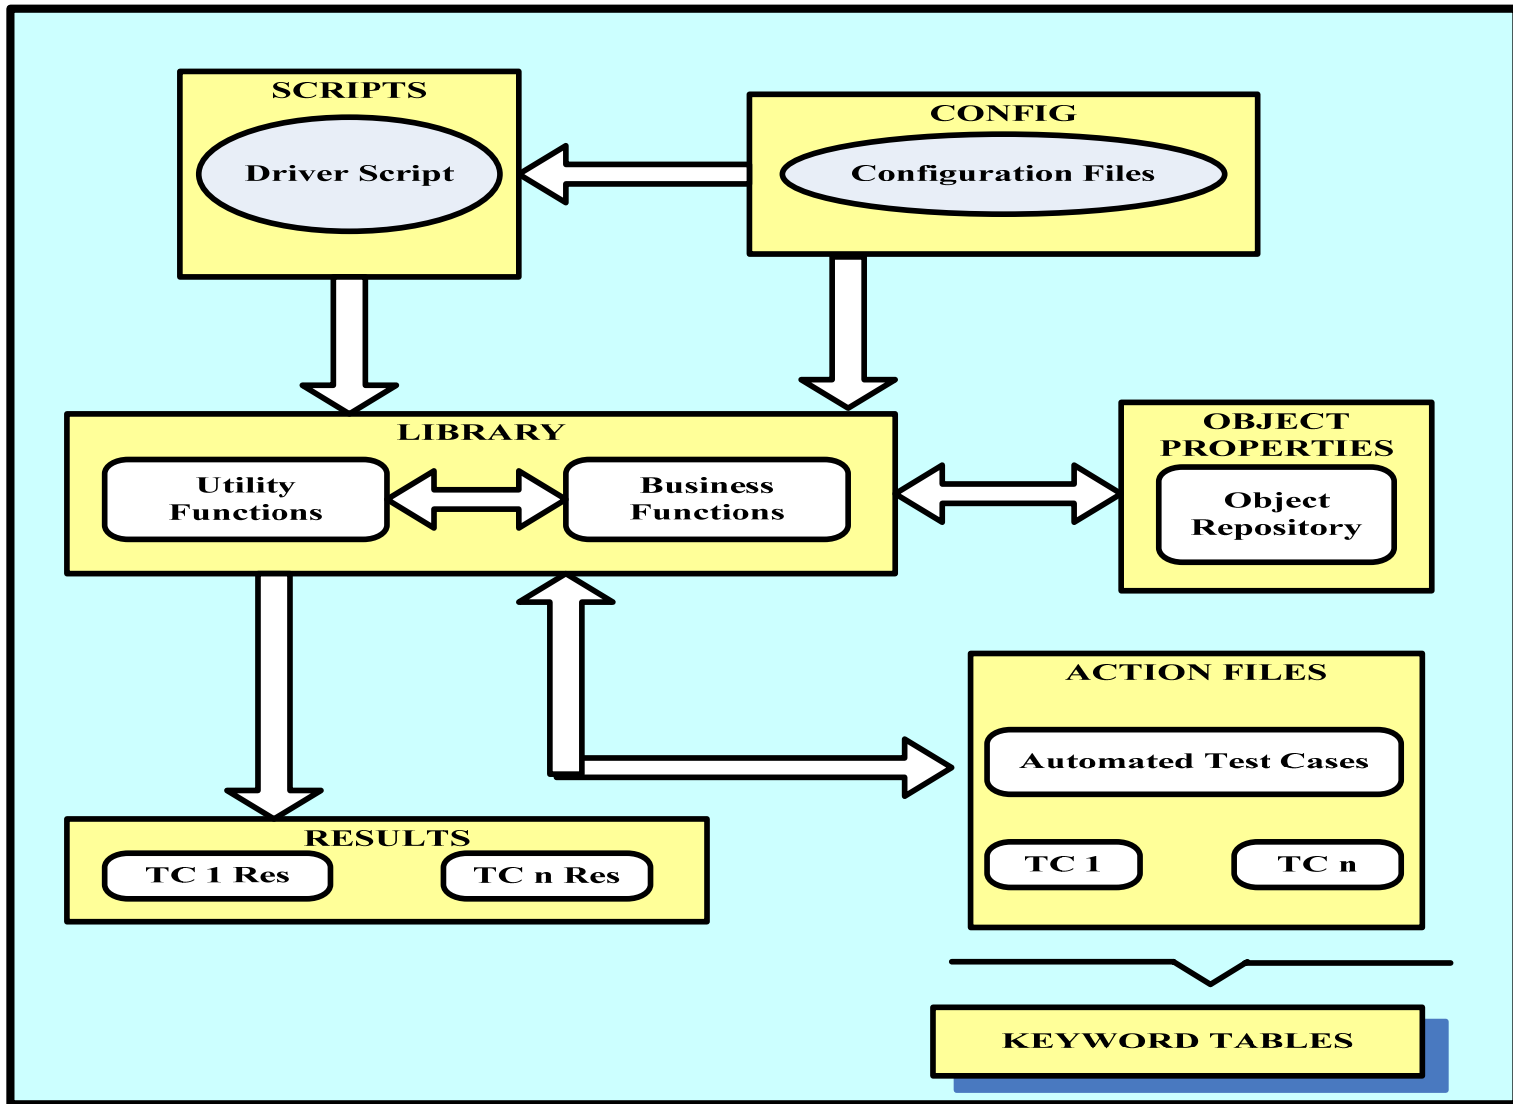 SCRIPTS
Driver Script
CONFIG
Configuration Files
LIBRARY
Utility
Functions
Business
Functions
OBJECT
PROPERTIES
Object
Repository
ACTION FILES
Automated Test Cases
TC 1
TC n
RESULTS
TC 1 Res
TC n Res
KEYWORD TABLES